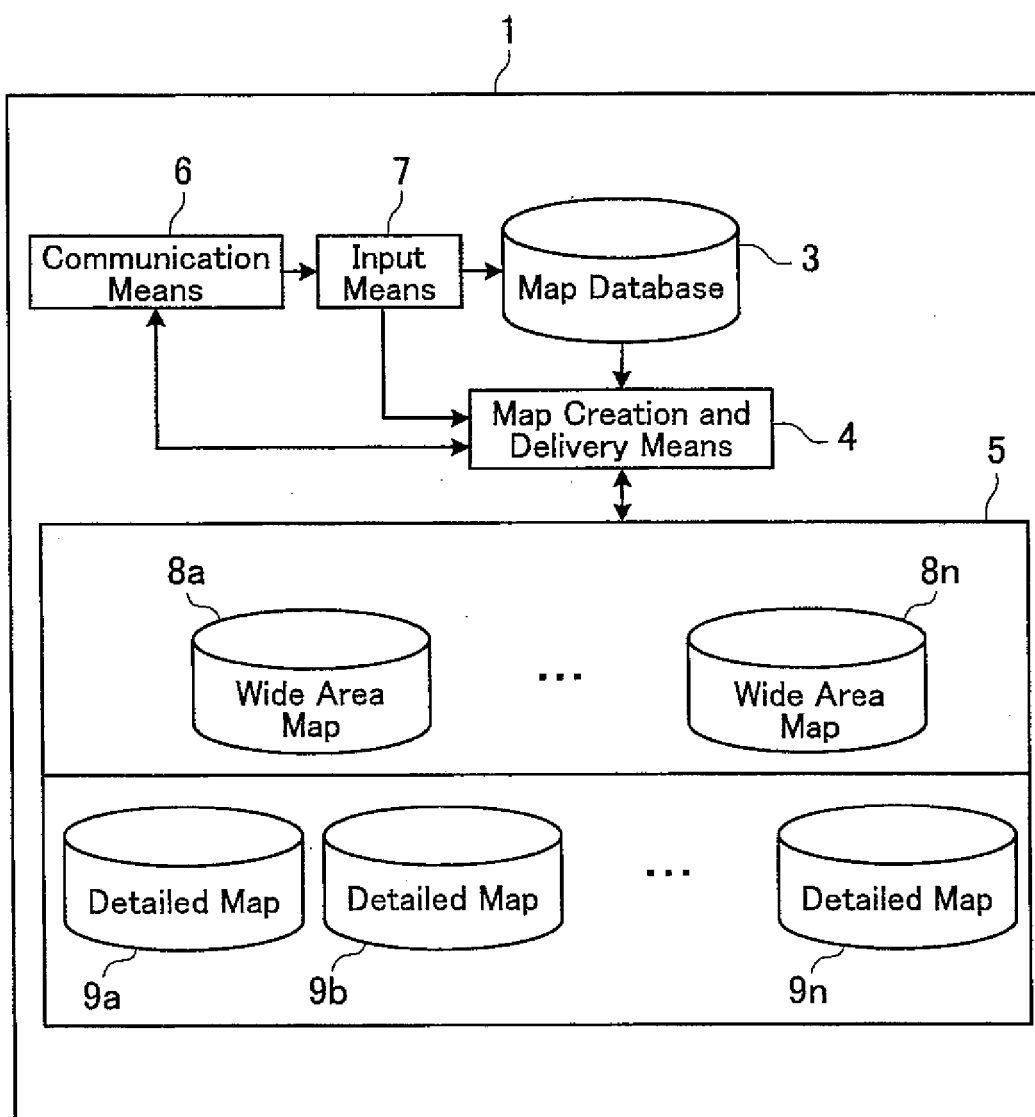 1
6
7
Communication
Means
Input
Means
Map Database
3
Map Creation and
Delivery Means
4
5
8a
8n
Wide Area
Map
...
Wide Area
Map
Detailed Map
Detailed Map
...
Detailed Map
9a
9b
9n